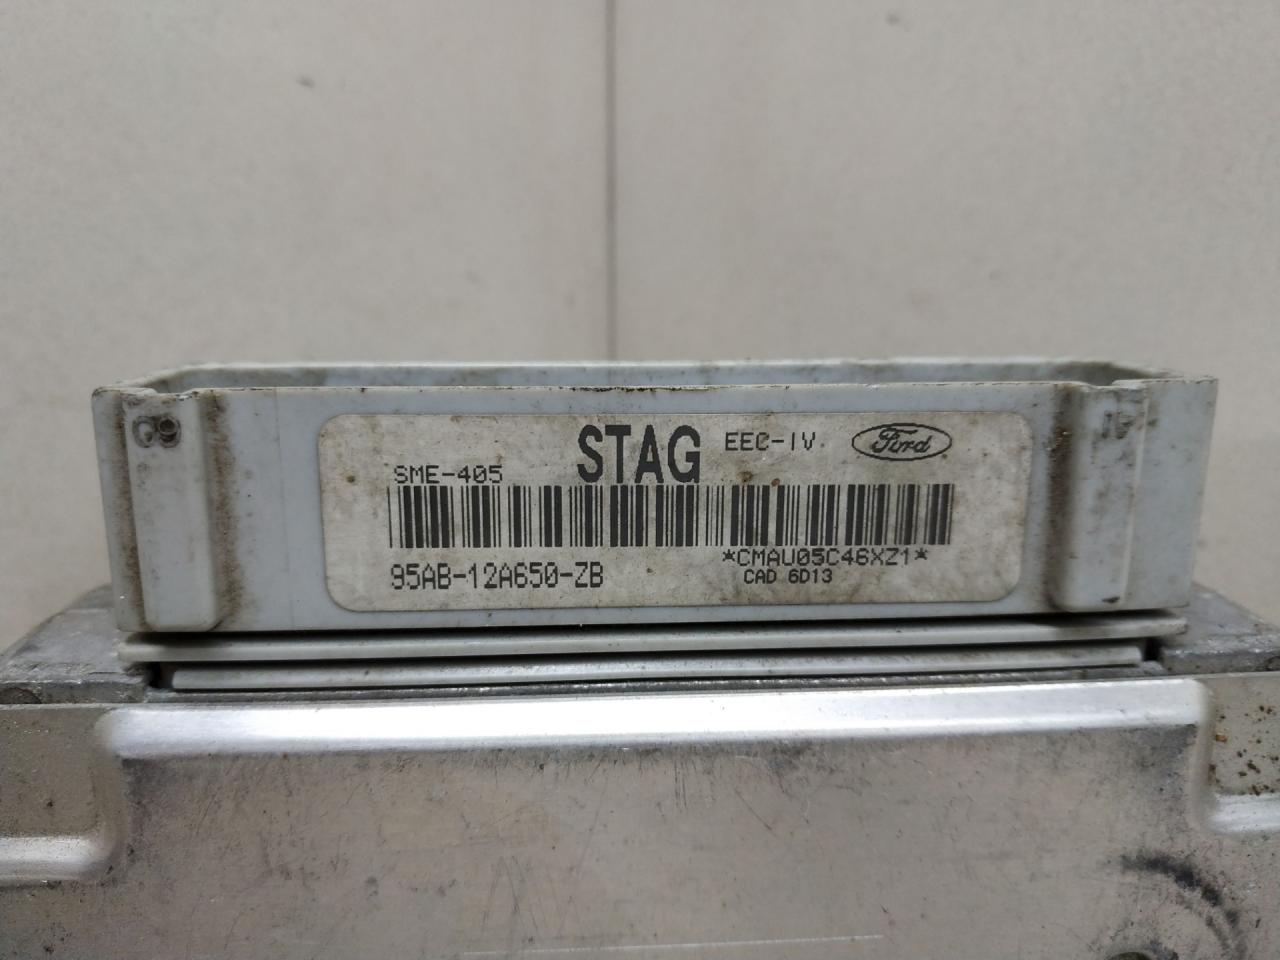 STAG EEC-IV Ford
SME-405
*CMAU05C46XZ1*
95AB-12A650-ZB
CAD 6D13